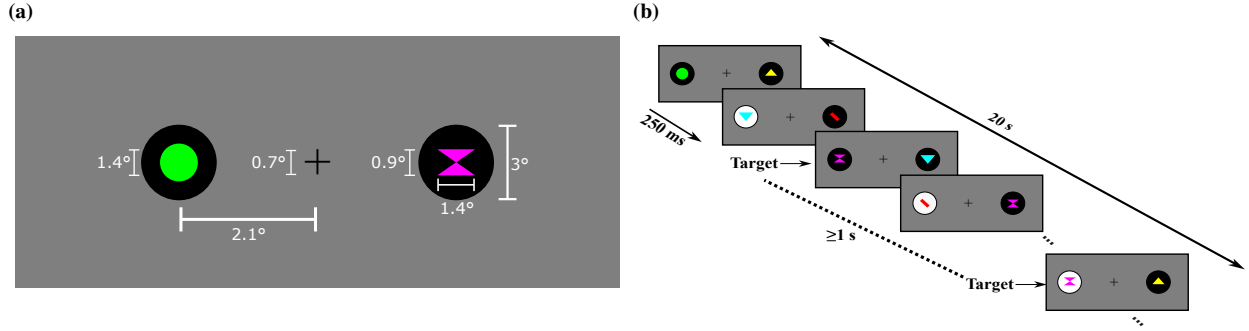 (a)
1.4°
0.7°
0.9°
3°
1.4°
2.1°
(b)
250 ms
20 s
Target
≥1 s
Target